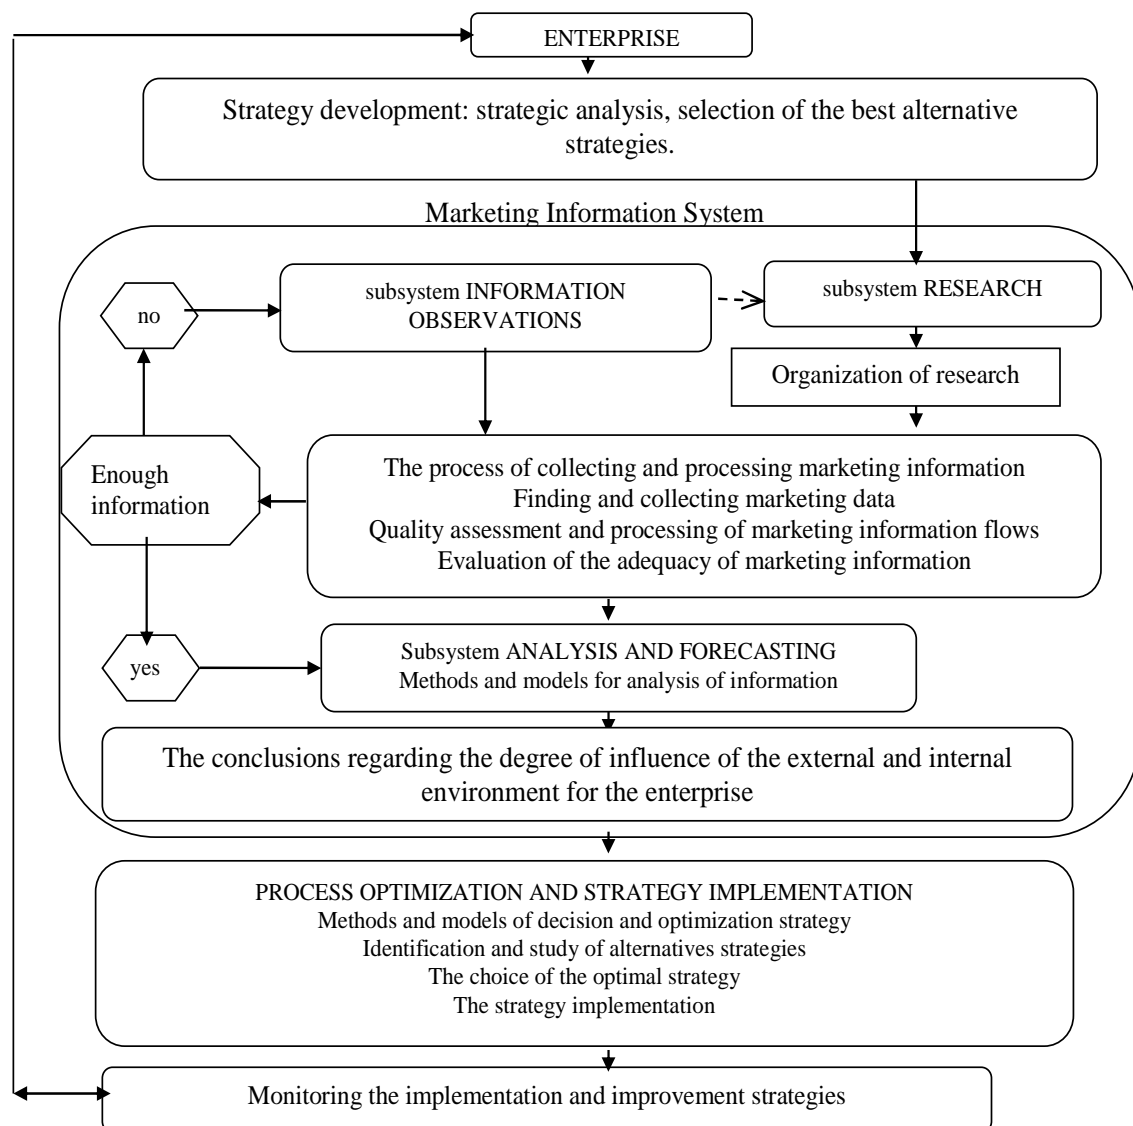 ENTERPRISE
Strategy development: strategic analysis, selection of the best alternative
strategies.
Marketing Information System
no
subsystem INFORMATION
OBSERVATIONS
subsystem RESEARCH
Organization of research
Enough
information
The process of collecting and processing marketing information
Finding and collecting marketing data
Quality assessment and processing of marketing information flows
Evaluation of the adequacy of marketing information
yes
Subsystem ANALYSIS AND FORECASTING
Methods and models for analysis of information
The conclusions regarding the degree of influence of the external and internal
environment for the enterprise
PROCESS OPTIMIZATION AND STRATEGY IMPLEMENTATION
Methods and models of decision and optimization strategy
Identification and study of alternatives strategies
The choice of the optimal strategy
The strategy implementation
Monitoring the implementation and improvement strategies